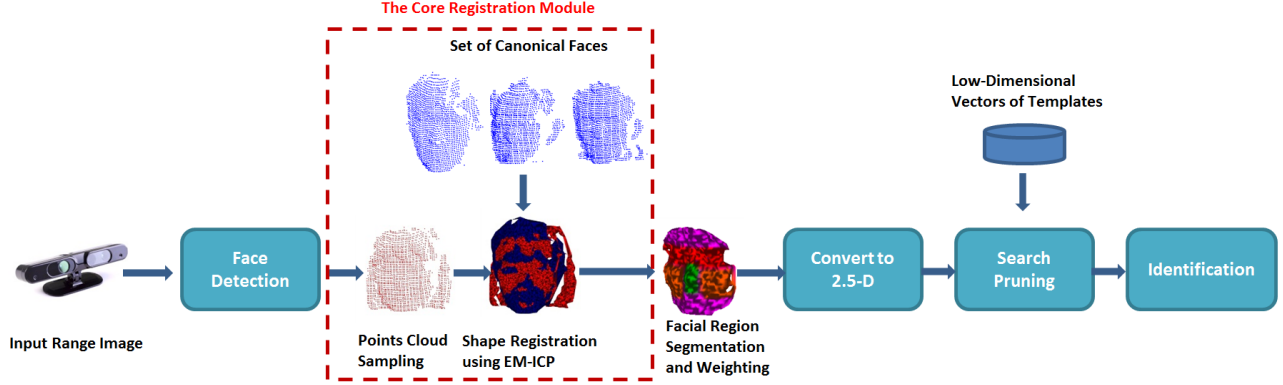 The Core Registration Module
Set of Canonical Faces
Low-Dimensional
Vectors of Templates
Face
Detection
Convert to
2.5-D
Search
Pruning
Identification
Input Range Image
Points Cloud
Sampling
Shape Registration
using EM-ICP
Facial Region
Segmentation
and Weighting